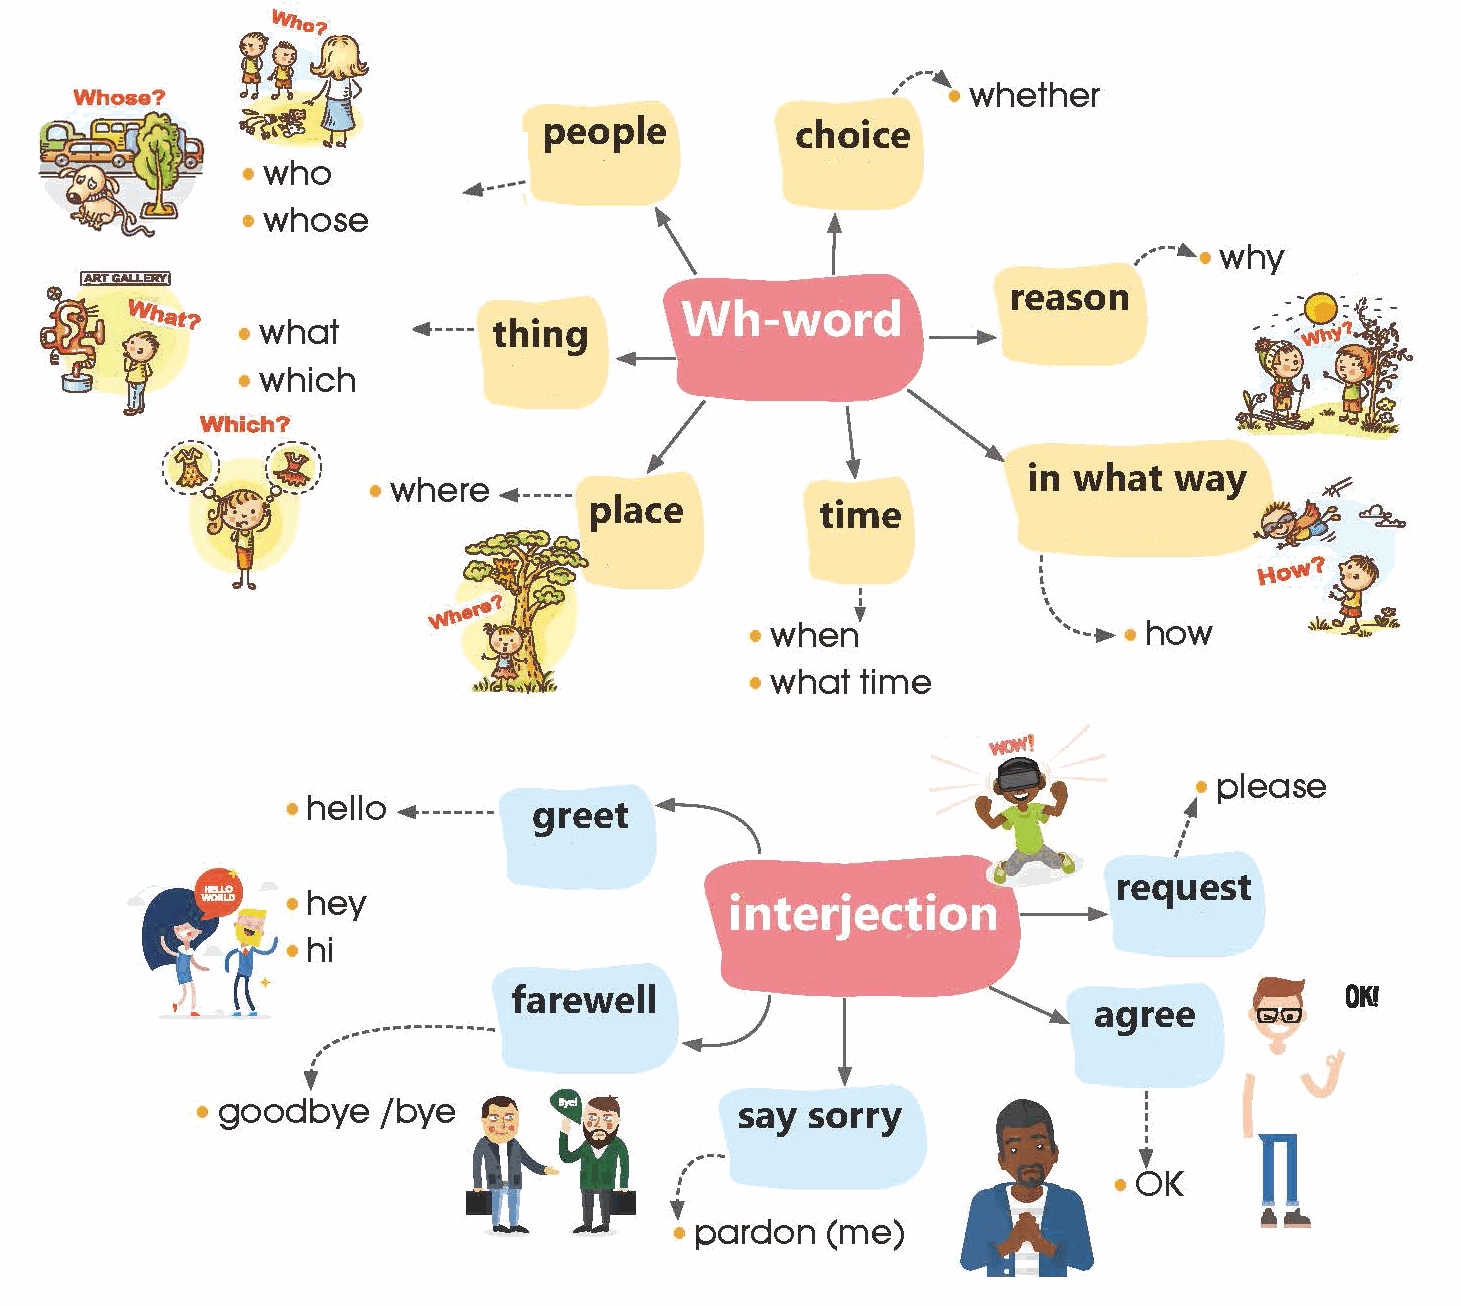 Who?
Whose?
• who
• whose
people
choice
• whether
ART GALLERY
What?
• what
• which
thing
Wh-word
reason
• why
Why?
Which?
• where
place
Where?
time
• when
• what time
in what way
How?
• how
WOW!
• hello
greet
• please
request
interjection
HELLO
WORLD
• hey
• hi
farewell
agree
OK!
• goodbye /bye
Bye!
say sorry
• OK
• pardon (me)